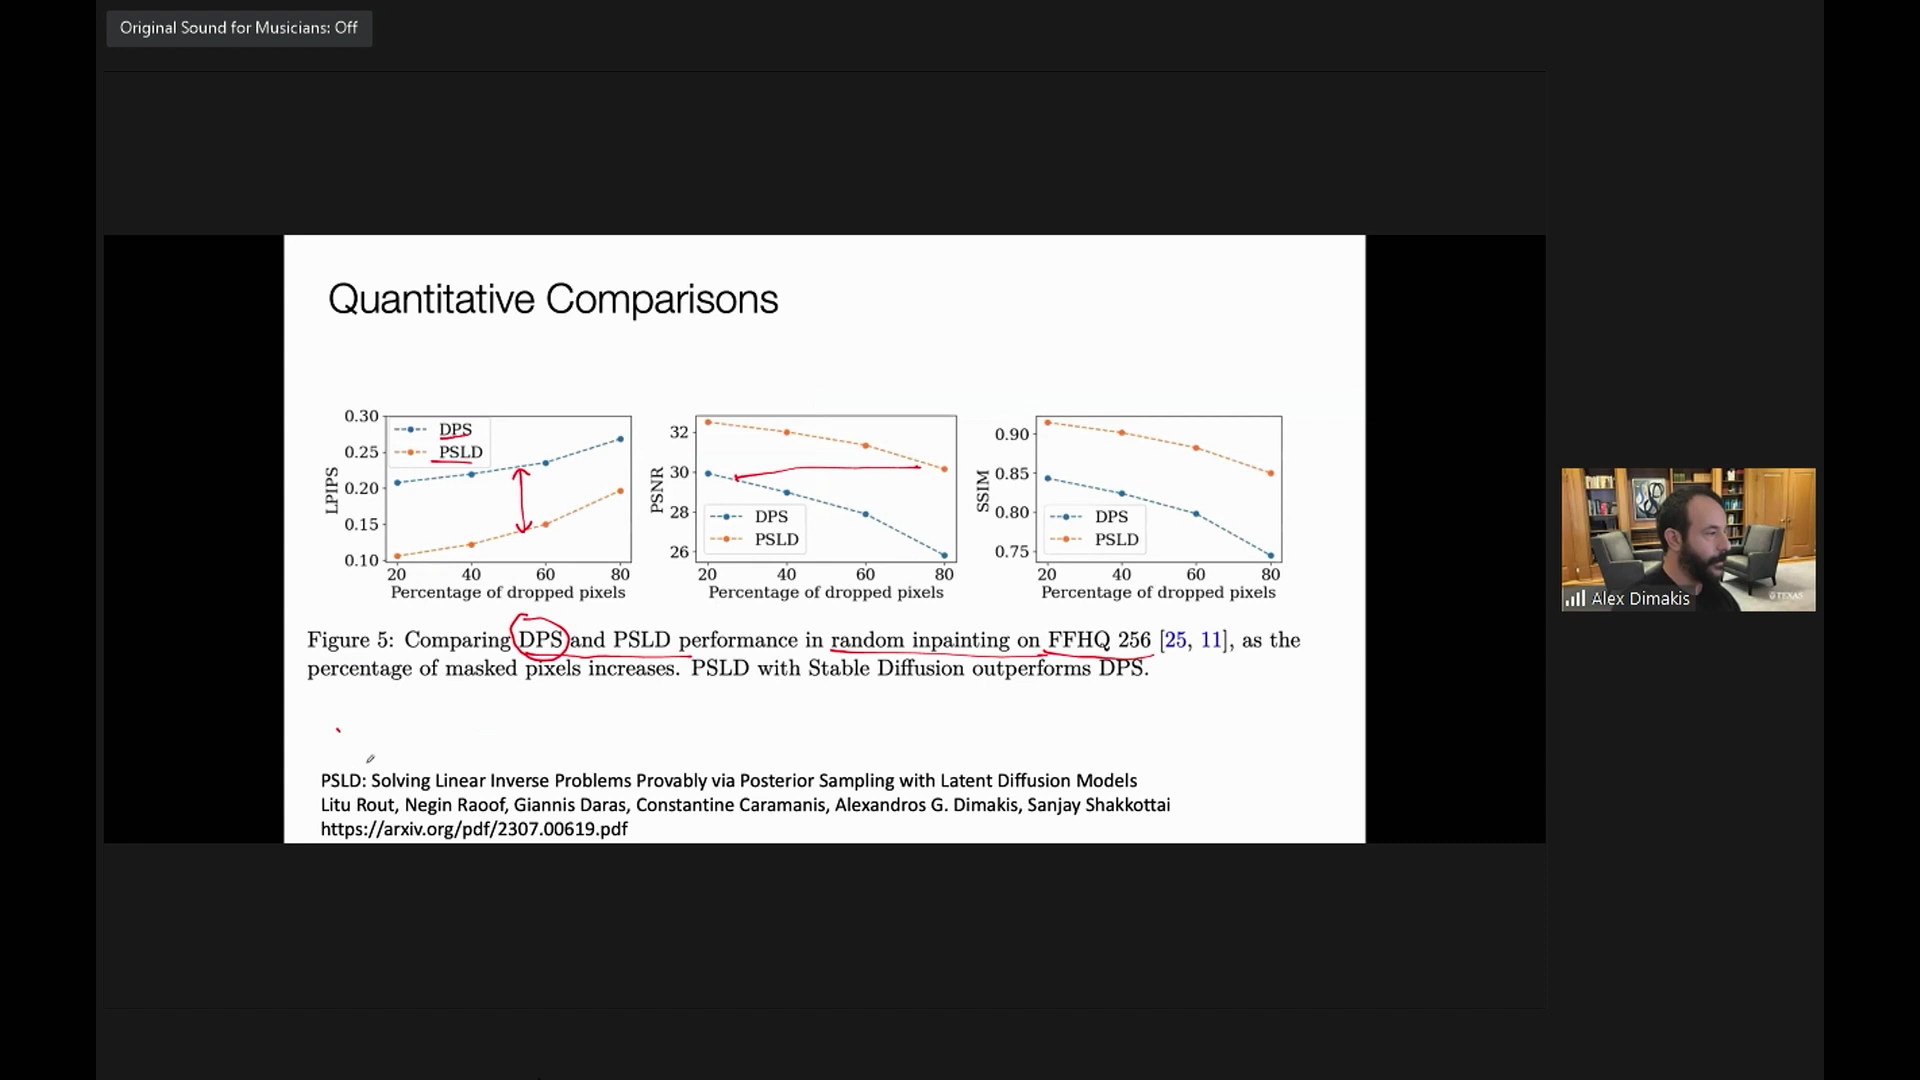 Original Sound for Musicians: Off
Quantitative Comparisons
0.30
0.25
0.20
0.15
0.10
LPIPS
DPS
PSLD
20 40 60 80
Percentage of dropped pixels
32
30
28
26
PSNR
DPS
PSLD
20 40 60 80
Percentage of dropped pixels
0.90
0.85
0.80
0.75
SSIM
DPS
PSLD
20 40 60 80
Percentage of dropped pixels
Figure 5: Comparing DPS and PSLD performance in random inpainting on FFHQ 256 [25, 11], as the
percentage of masked pixels increases. PSLD with Stable Diffusion outperforms DPS.
PSLD: Solving Linear Inverse Problems Provably via Posterior Sampling with Latent Diffusion Models
Litu Rout, Negin Raoof, Giannis Daras, Constantine Caramanis, Alexandros G. Dimakis, Sanjay Shakkottai
https://arxiv.org/pdf/2307.00619.pdf
TEXAS
Alex Dimakis